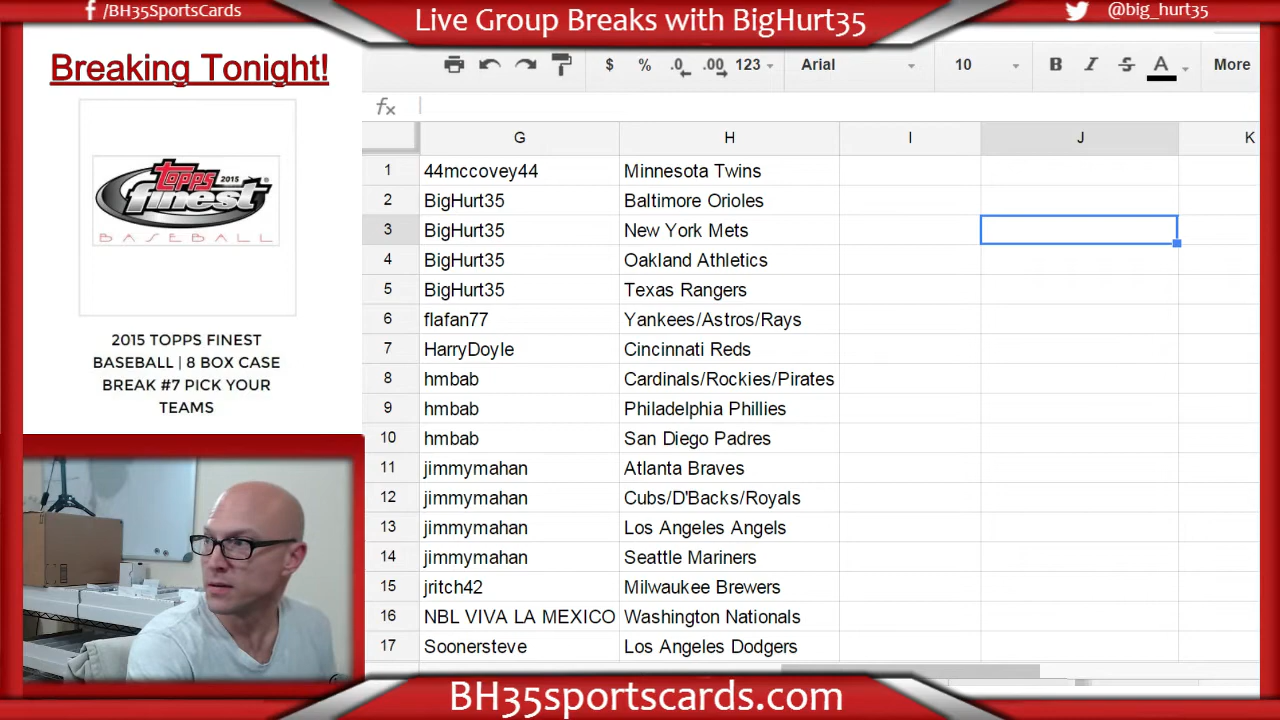 /BH35SportsCards
Live Group Breaks with BigHurt35
@big_hurt35
Breaking Tonight!
TOPPS 2015
finest
BASEBALL
2015 TOPPS FINEST
BASEBALL | 8 BOX CASE
BREAK #7 PICK YOUR
TEAMS
$ % .0 .00 123 Arial 10 B I S A More
fx
G H I J K
1 44mccovey44 Minnesota Twins
2 BigHurt35 Baltimore Orioles
3 BigHurt35 New York Mets
4 BigHurt35 Oakland Athletics
5 BigHurt35 Texas Rangers
6 flafan77 Yankees/Astros/Rays
7 HarryDoyle Cincinnati Reds
8 hmbab Cardinals/Rockies/Pirates
9 hmbab Philadelphia Phillies
10 hmbab San Diego Padres
11 jimmymahan Atlanta Braves
12 jimmymahan Cubs/D'Backs/Royals
13 jimmymahan Los Angeles Angels
14 jimmymahan Seattle Mariners
15 jritch42 Milwaukee Brewers
16 NBL VIVA LA MEXICO Washington Nationals
17 Soonersteve Los Angeles Dodgers
BH35sportscards.com